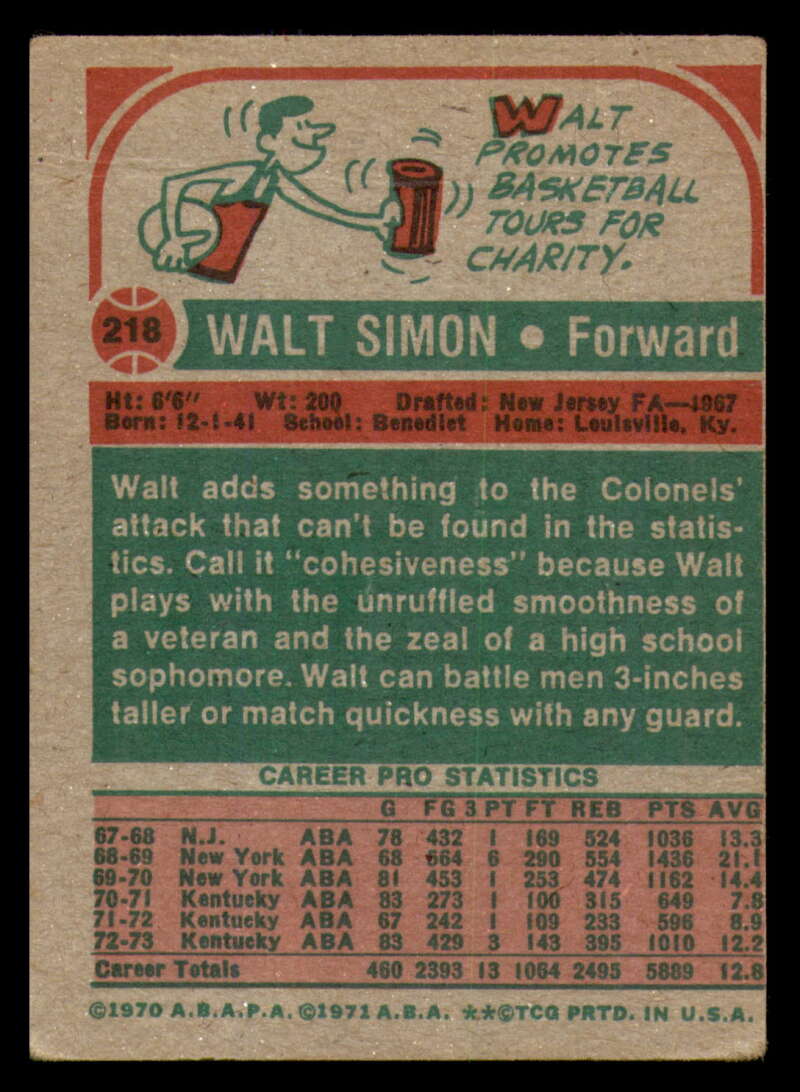 WALT
PROMOTES
BASKETBALL
TOURS FOR
CHARITY.
218 WALT SIMON • Forward
Ht: 6'6" Wt: 200 Drafted: New Jersey FA—1967
Born: 12-1-41 School: Benedict Home: Louisville, Ky.
Walt adds something to the Colonels'
attack that can't be found in the statis-
tics. Call it "cohesiveness" because Walt
plays with the unruffled smoothness of
a veteran and the zeal of a high school
sophomore. Walt can battle men 3-inches
taller or match quickness with any guard.
CAREER PRO STATISTICS
G FG 3 PT FT REB PTS AVG
67-68 N.J. ABA 78 432 1 169 524 1036 13.3
68-69 New York ABA 68 664 6 290 554 1436 21.1
69-70 New York ABA 81 453 1 253 474 1162 14.4
70-71 Kentucky ABA 83 273 1 100 315 649 7.8
71-72 Kentucky ABA 67 242 1 109 233 596 8.9
72-73 Kentucky ABA 83 429 3 143 395 1010 12.2
Career Totals 460 2393 13 1064 2495 5889 12.8
©1970 A.B.A.P.A. ©1971 A.B.A. **©TCG PRTD. IN U.S.A.